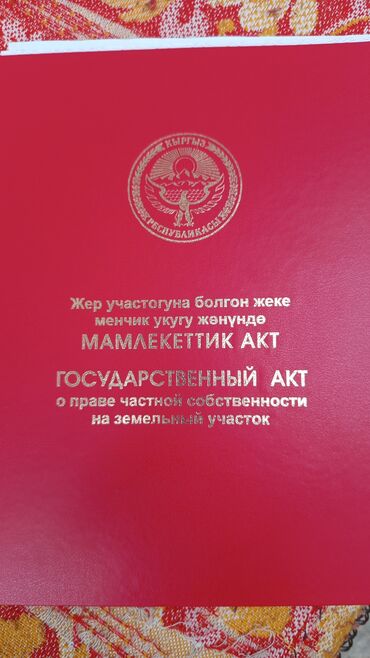 КЫРГЫЗ
РЕСПУБЛИКАСЫ
Жер участогуна болгон жеке
менчик укугу жөнүндө
МАМЛЕКЕТТИК АКТ
ГОСУДАРСТВЕННЫЙ АКТ
о праве частной собственности
на земельный участок